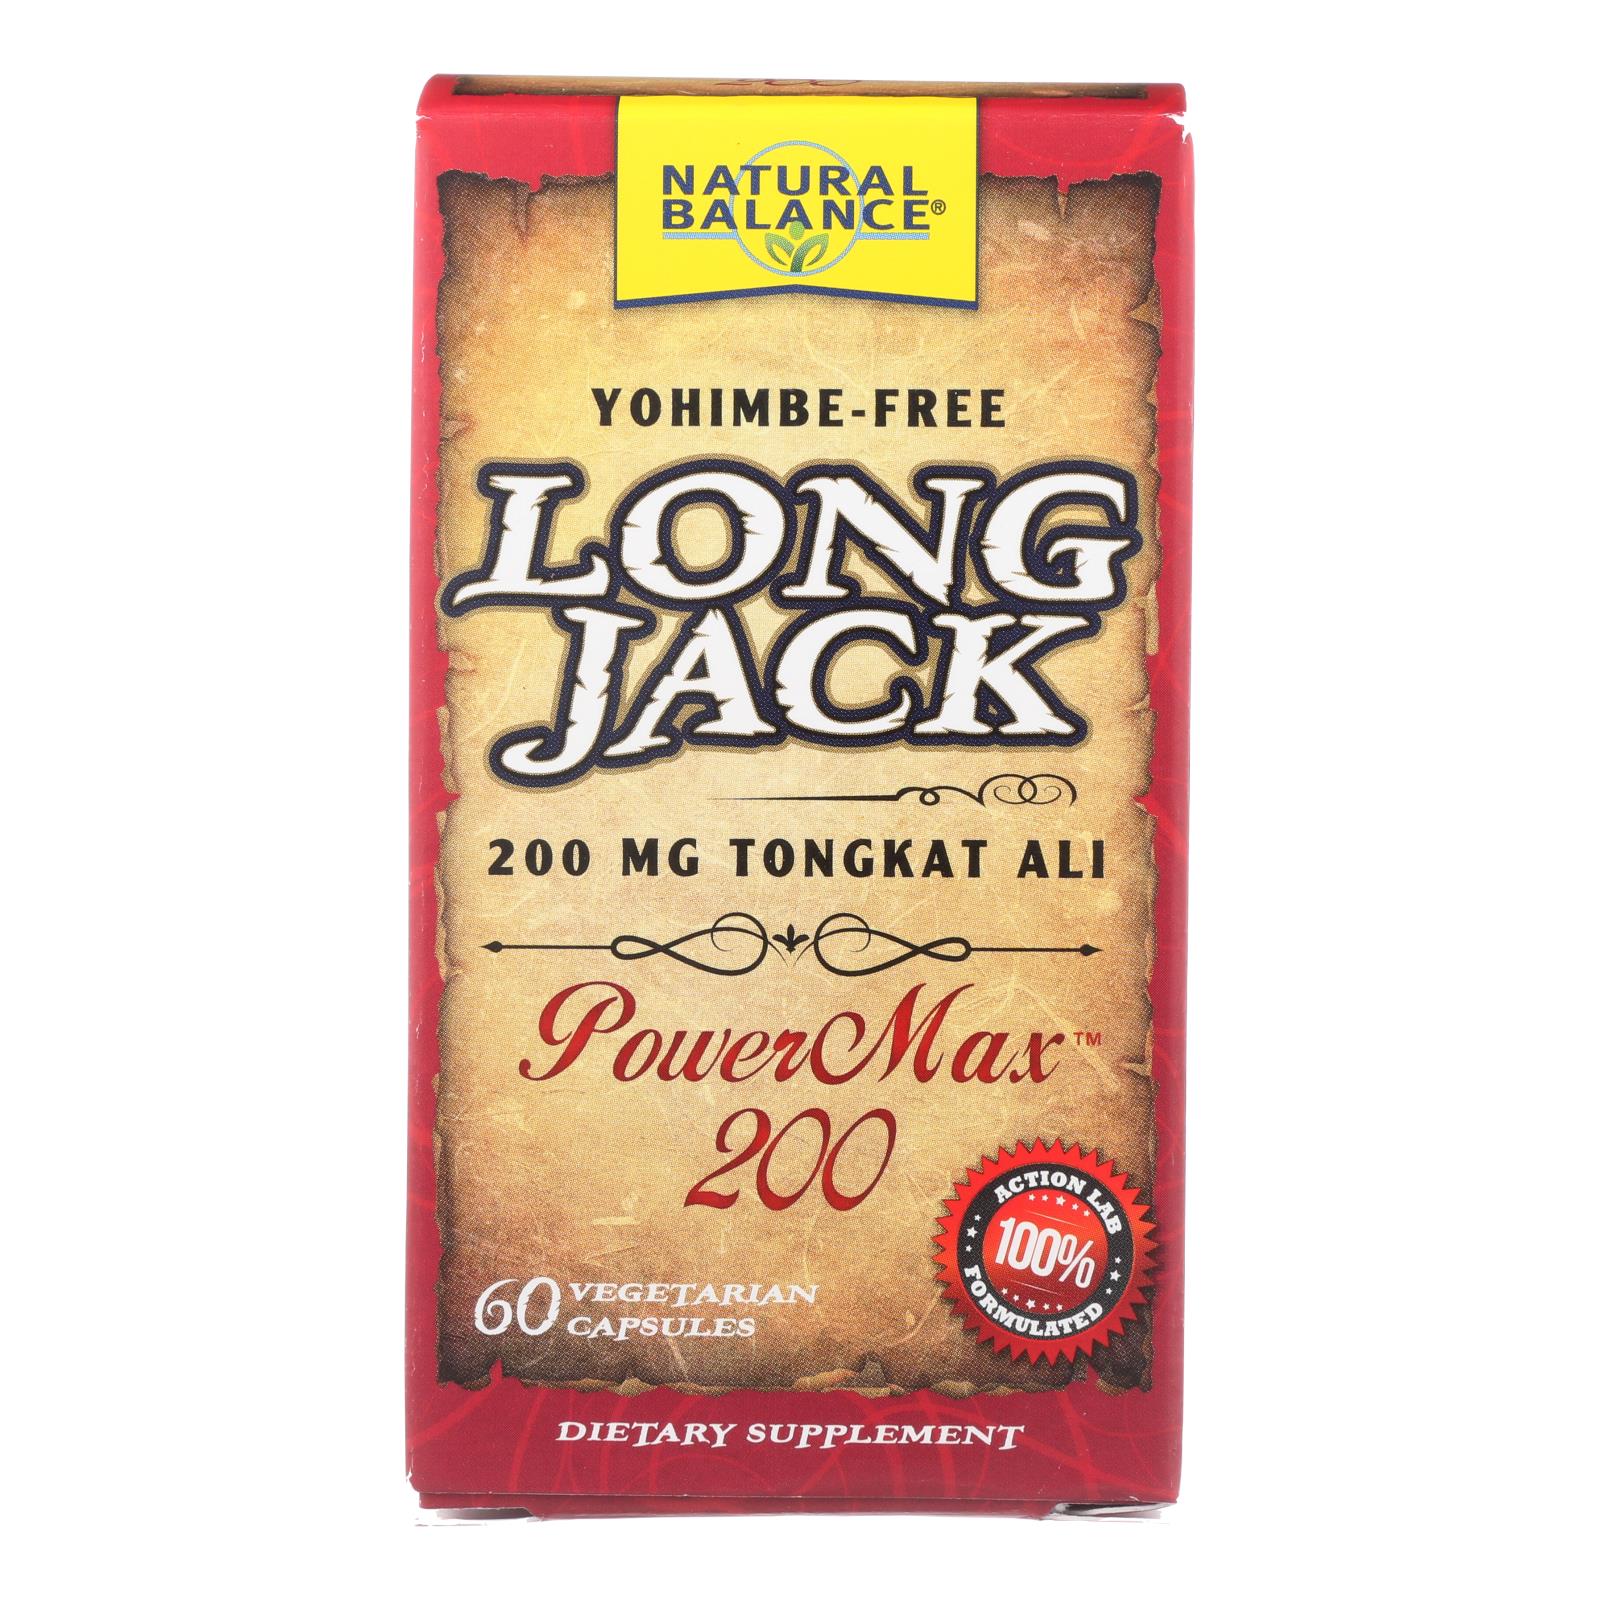 200
NATURAL
BALANCE®
YOHIMBE-FREE
LONG
JACK
200 MG TONGKAT ALI
PowerMax™
200
ACTION LAB
100%
FORMULATED
60 VEGETARIAN
CAPSULES
DIETARY SUPPLEMENT